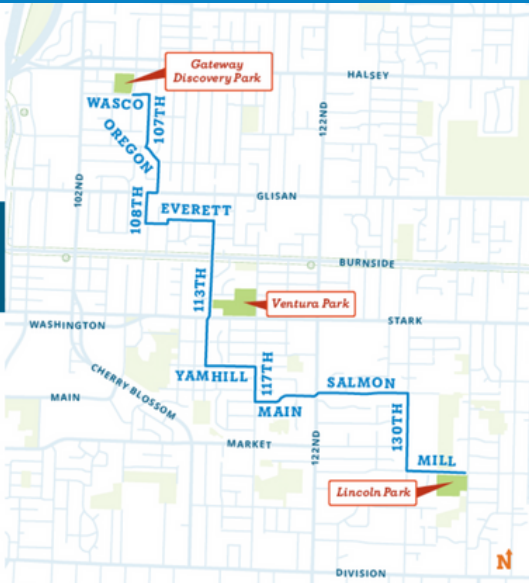 Gateway
Discovery Park
HALSEY
WASCO
107TH
122ND
OREGON
102ND
GLISAN
108TH
EVERETT
BURNSIDE
113TH
Ventura Park
STARK
WASHINGTON
YAMHILL
117TH
CHERRY BLOSSOM
SALMON
MAIN
MAIN
130TH
MARKET
122ND
MILL
Lincoln Park
N
DIVISION